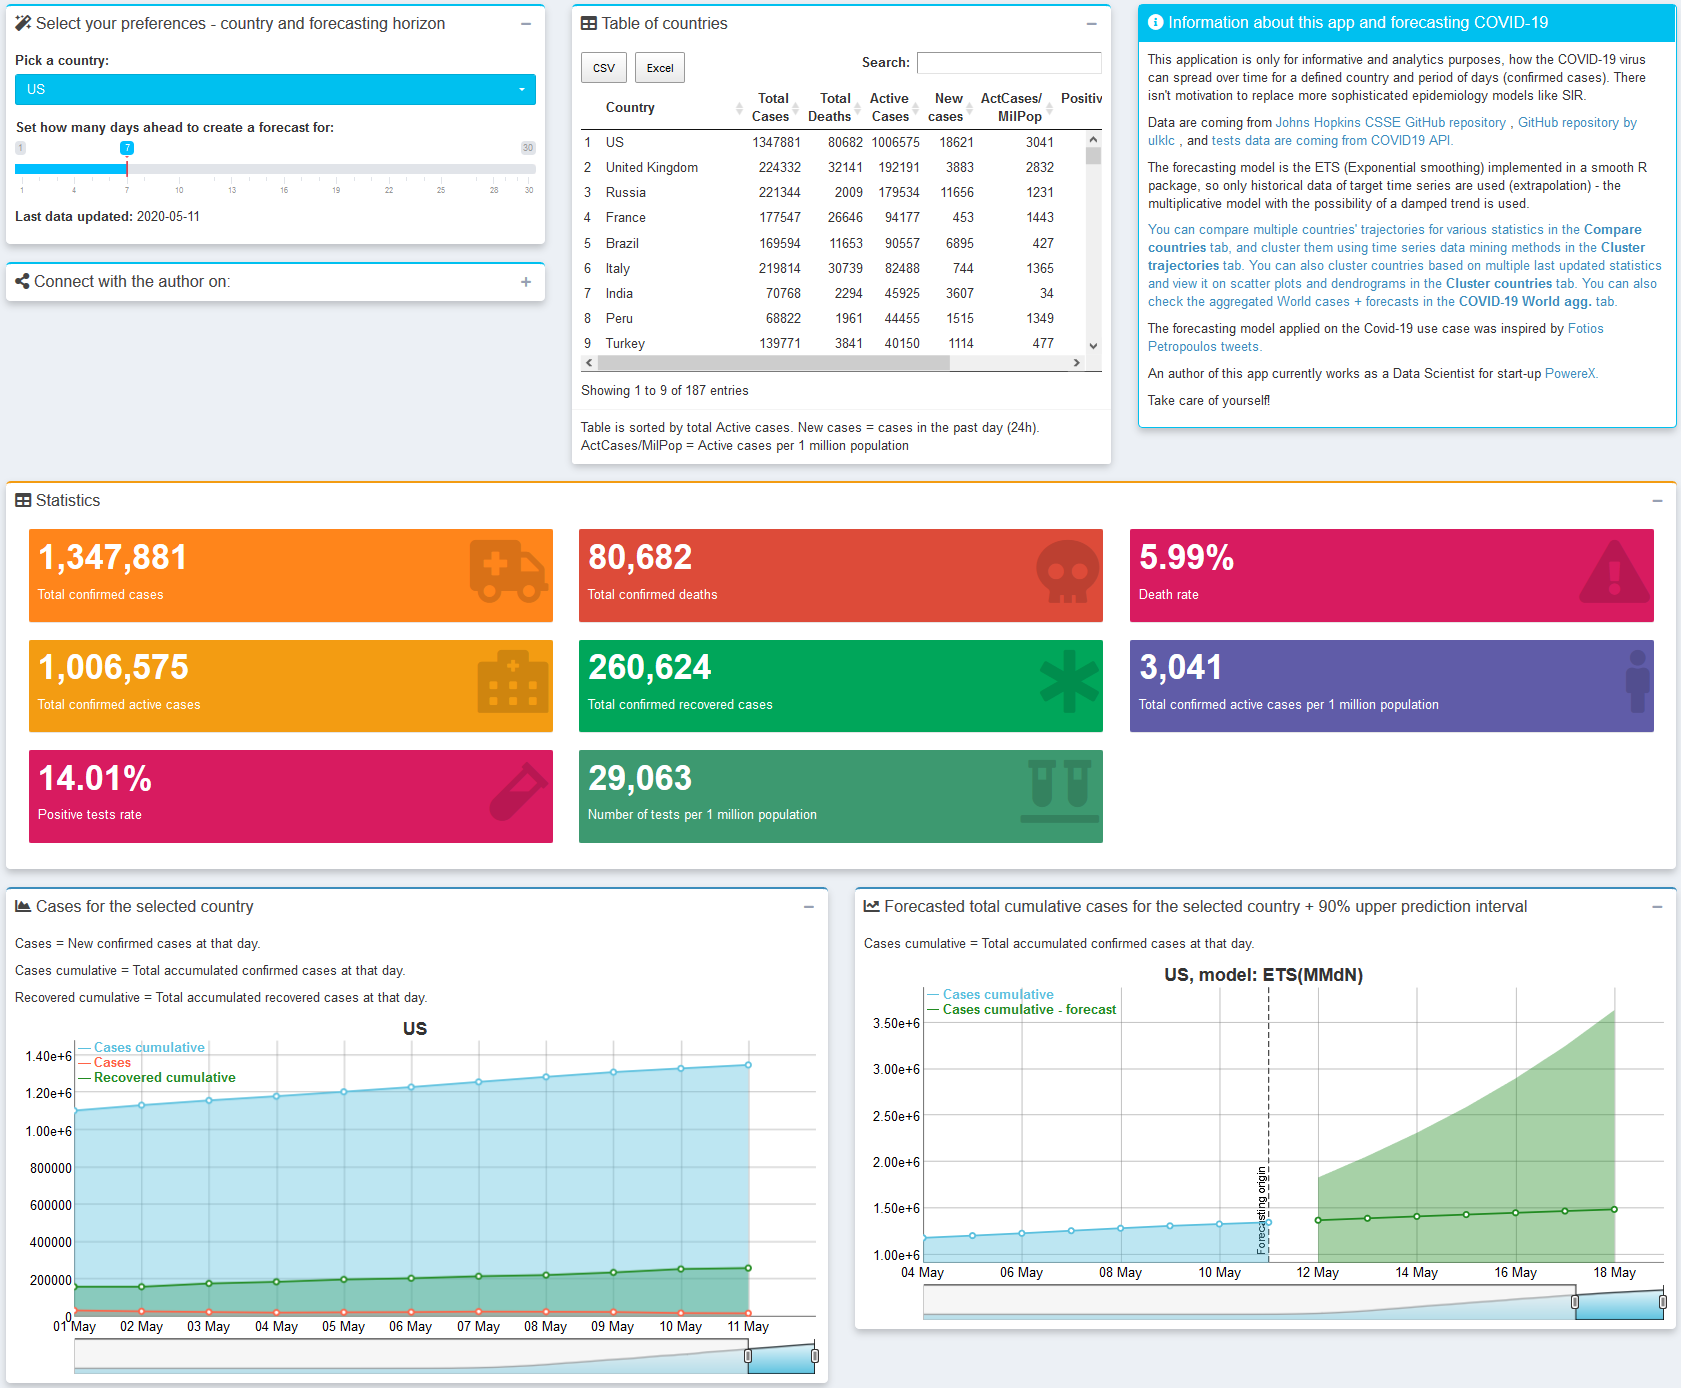 Select your preferences - country and forecasting horizon
Pick a country:
US
Set how many days ahead to create a forecast for:
1 7 30
1 4 7 10 13 16 19 22 25 28 30
Last data updated: 2020-05-11
Connect with the author on:
Table of countries
CSV Excel Search:
Country Total Cases Total Deaths Active Cases New cases ActCases/ MilPop Positiv
1 US 1347881 80682 1006575 18621 3041
2 United Kingdom 224332 32141 192191 3883 2832
3 Russia 221344 2009 179534 11656 1231
4 France 177547 26646 94177 453 1443
5 Brazil 169594 11653 90557 6895 427
6 Italy 219814 30739 82488 744 1365
7 India 70768 2294 45925 3607 34
8 Peru 68822 1961 44455 1515 1349
9 Turkey 139771 3841 40150 1114 477
Showing 1 to 9 of 187 entries
Table is sorted by total Active cases. New cases = cases in the past day (24h).
ActCases/MilPop = Active cases per 1 million population
Information about this app and forecasting COVID-19
This application is only for informative and analytics purposes, how the COVID-19 virus
can spread over time for a defined country and period of days (confirmed cases). There
isn't motivation to replace more sophisticated epidemiology models like SIR.
Data are coming from Johns Hopkins CSSE GitHub repository , GitHub repository by
ulklc , and tests data are coming from COVID19 API.
The forecasting model is the ETS (Exponential smoothing) implemented in a smooth R
package, so only historical data of target time series are used (extrapolation) - the
multiplicative model with the possibility of a damped trend is used.
You can compare multiple countries' trajectories for various statistics in the Compare
countries tab, and cluster them using time series data mining methods in the Cluster
trajectories tab. You can also cluster countries based on multiple last updated statistics
and view it on scatter plots and dendrograms in the Cluster countries tab. You can also
check the aggregated World cases + forecasts in the COVID-19 World agg. tab.
The forecasting model applied on the Covid-19 use case was inspired by Fotios
Petropoulos tweets.
An author of this app currently works as a Data Scientist for start-up PowereX.
Take care of yourself!
Statistics
1,347,881
Total confirmed cases
80,682
Total confirmed deaths
5.99%
Death rate
1,006,575
Total confirmed active cases
260,624
Total confirmed recovered cases
3,041
Total confirmed active cases per 1 million population
14.01%
Positive tests rate
29,063
Number of tests per 1 million population
Cases for the selected country
Cases = New confirmed cases at that day.
Cases cumulative = Total accumulated confirmed cases at that day.
Recovered cumulative = Total accumulated recovered cases at that day.
US
Cases cumulative
Cases
Recovered cumulative
1.40e+6
1.20e+6
1.00e+6
800000
600000
400000
200000
0
01 May 02 May 03 May 04 May 05 May 06 May 07 May 08 May 09 May 10 May 11 May
Forecasted total cumulative cases for the selected country + 90% upper prediction interval
Cases cumulative = Total accumulated confirmed cases at that day.
US, model: ETS(MMdN)
Cases cumulative
Cases cumulative - forecast
3.50e+6
3.00e+6
2.50e+6
2.00e+6
1.50e+6
1.00e+6
Forecasting origin
04 May 06 May 08 May 10 May 12 May 14 May 16 May 18 May